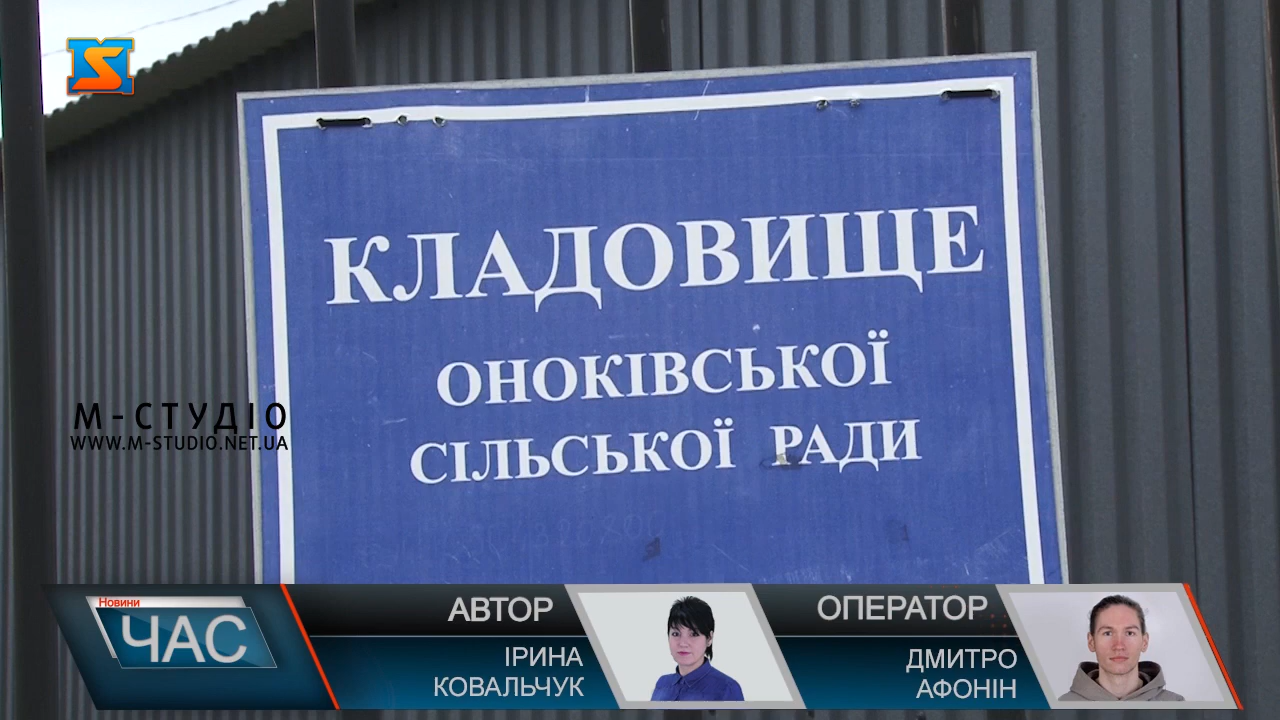 КЛАДОВИЩЕ
ОНОКІВСЬКОЇ
СІЛЬСЬКОЇ РАДИ
М-СТУДІО
WWW.M-STUDIO.NET.UA
Новини
ЧАС
АВТОР
ІРИНА
КОВАЛЬЧУК
ОПЕРАТОР
ДМИТРО
АФОНІН